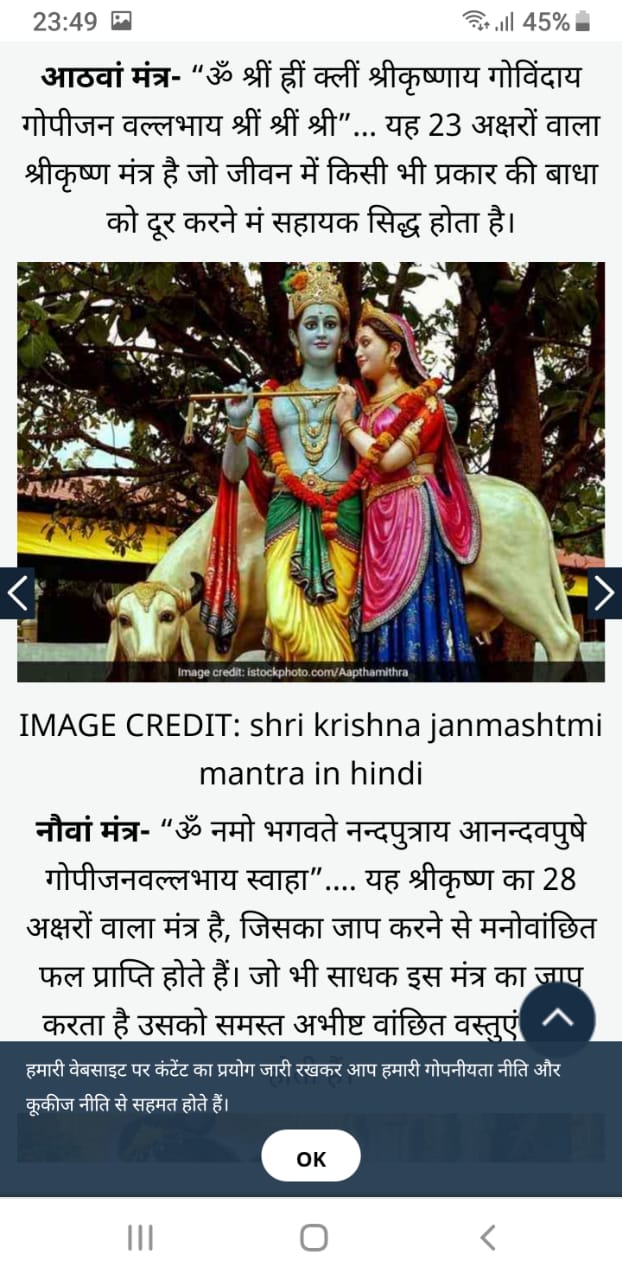 23:49
45%
आठवां मंत्र- “ॐ श्रीं ह्रीं क्लीं श्रीकृष्णाय गोविंदाय
गोपीजन वल्लभाय श्रीं श्रीं श्री”... यह 23 अक्षरों वाला
श्रीकृष्ण मंत्र है जो जीवन में किसी भी प्रकार की बाधा
को दूर करने मं सहायक सिद्ध होता है।
Image credit: istockphoto.com/Aapthamithra
IMAGE CREDIT: shri krishna janmashtmi
mantra in hindi
नौवां मंत्र- “ॐ नमो भगवते नन्दपुत्राय आनन्दवपुषे
गोपीजनवल्लभाय स्वाहा”.... यह श्रीकृष्ण का 28
अक्षरों वाला मंत्र है, जिसका जाप करने से मनोवांछित
फल प्राप्ति होते हैं। जो भी साधक इस मंत्र का जाप
करता है उसको समस्त अभीष्ट वांछित वस्तुएं
होती हैं।
हमारी वेबसाइट पर कंटेंट का प्रयोग जारी रखकर आप हमारी गोपनीयता नीति और
कूकीज नीति से सहमत होते हैं।
OK